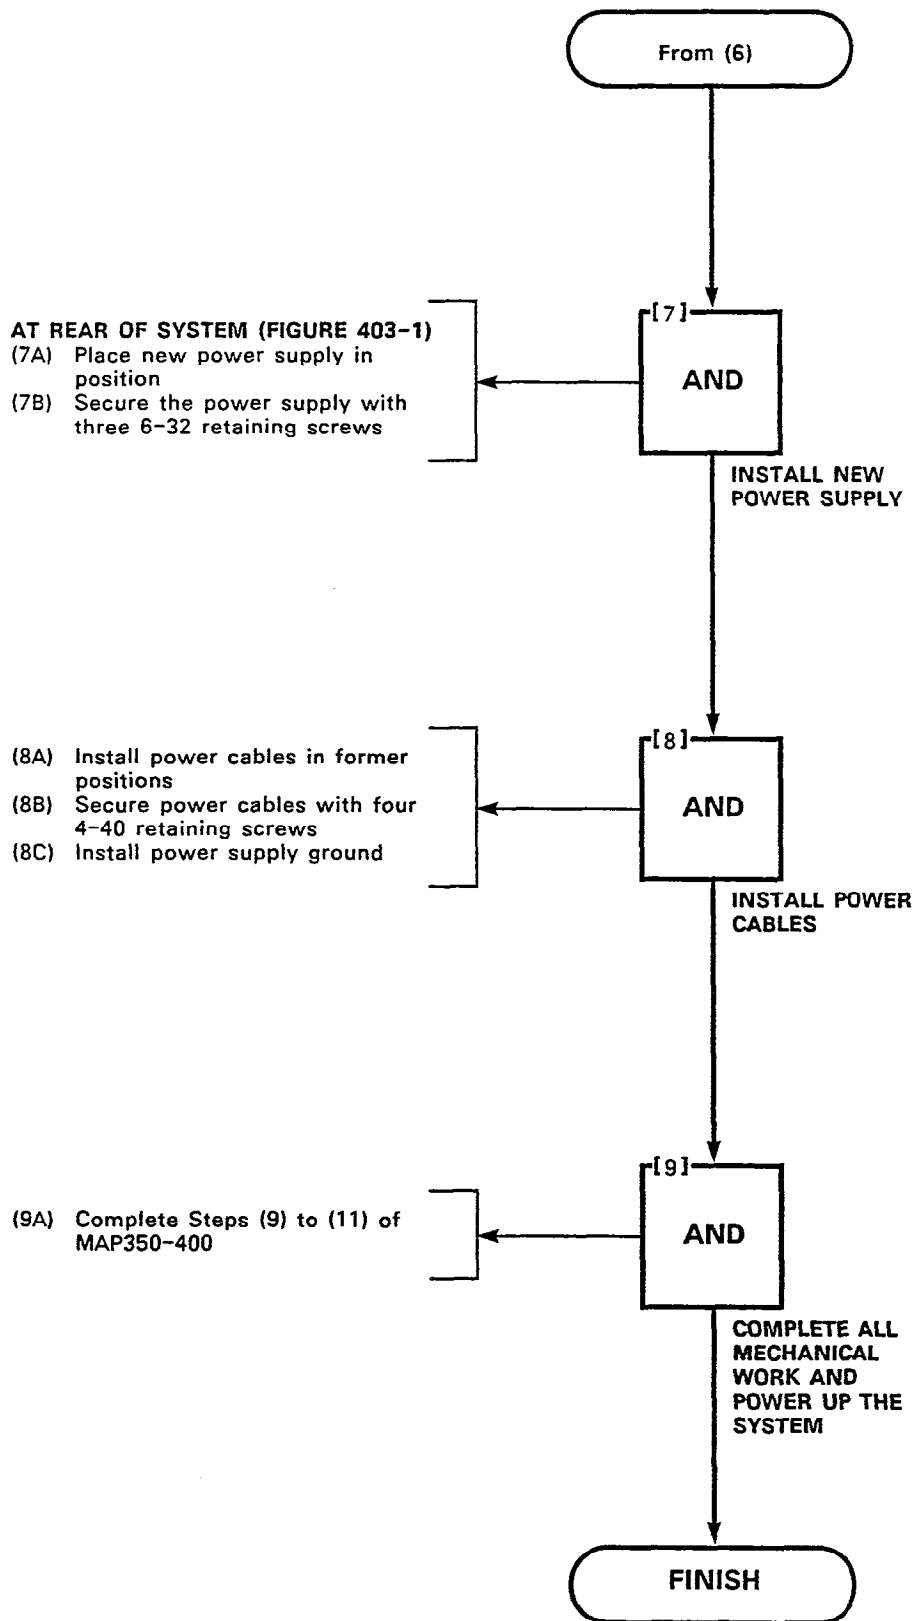 From (6)
[7]
AND
AT REAR OF SYSTEM (FIGURE 403-1)
(7A) Place new power supply in
position
(7B) Secure the power supply with
three 6-32 retaining screws
INSTALL NEW
POWER SUPPLY
[8]
AND
(8A) Install power cables in former
positions
(8B) Secure power cables with four
4-40 retaining screws
(8C) Install power supply ground
INSTALL POWER
CABLES
[9]
AND
(9A) Complete Steps (9) to (11) of
MAP350-400
COMPLETE ALL
MECHANICAL
WORK AND
POWER UP THE
SYSTEM
FINISH